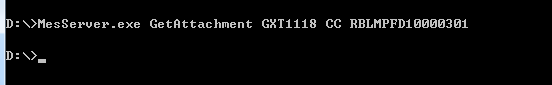 D:\>MesServer.exe GetAttachment GXT1118 CC RBLMPFD10000301
D:\>_